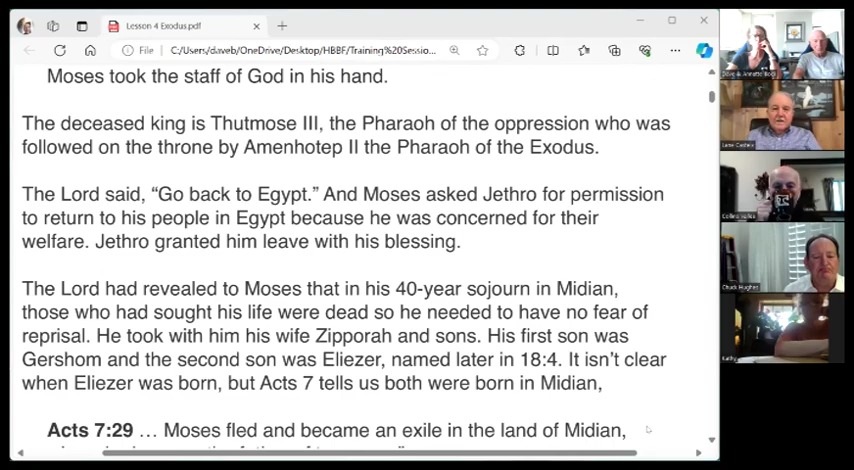 Lesson 4 Exodus.pdf
File
C:/Users/daveb/OneDrive/Desktop/HBBF/Training%20Sessio...
Moses took the staff of God in his hand.
The deceased king is Thutmose III, the Pharaoh of the oppression who was
followed on the throne by Amenhotep II the Pharaoh of the Exodus.
The Lord said, “Go back to Egypt.” And Moses asked Jethro for permission
to return to his people in Egypt because he was concerned for their
welfare. Jethro granted him leave with his blessing.
The Lord had revealed to Moses that in his 40-year sojourn in Midian,
those who had sought his life were dead so he needed to have no fear of
reprisal. He took with him his wife Zipporah and sons. His first son was
Gershom and the second son was Eliezer, named later in 18:4. It isn’t clear
when Eliezer was born, but Acts 7 tells us both were born in Midian,
Acts 7:29 … Moses fled and became an exile in the land of Midian,
Dave & Annette
Collins
Chuck Hughes
Kathy